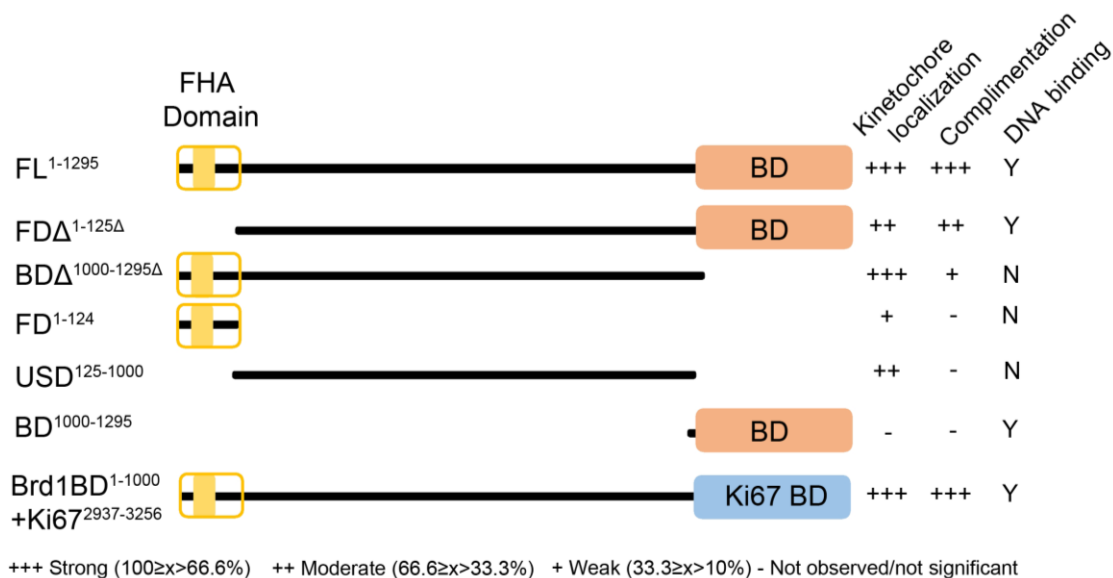 FHA
Domain
Kinetochore
localization
Complimentation
DNA binding
FL1-1295 BD +++ +++ Y
FDΔ1-125Δ BD ++ ++ Y
BDΔ1000-1295Δ +++ + N
FD1-124 + - N
USD125-1000 ++ - N
BD1000-1295 BD - - Y
Brd1BD1-1000
+Ki672937-3256 Ki67 BD +++ +++ Y
+++ Strong (100≥x>66.6%) ++ Moderate (66.6≥x>33.3%) + Weak (33.3≥x>10%) - Not observed/not significant